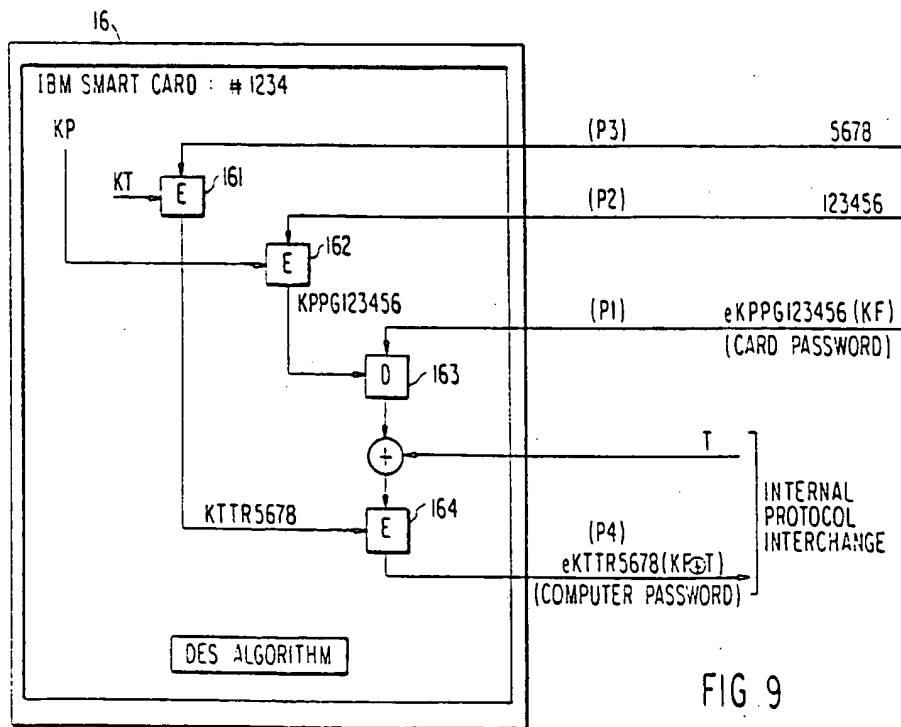 16
IBM SMART CARD : # 1234
KP
(P3)
5678
KT
E
161
(P2)
123456
E
162
KPPG123456
(P1)
eKPPG123456(KF)
(CARD PASSWORD)
D
163
T
+
INTERNAL
PROTOCOL
INTERCHANGE
KTTR5678
E
164
(P4)
eKTTR5678(KF⊕T)
(COMPUTER PASSWORD)
DES ALGORITHM
FIG 9